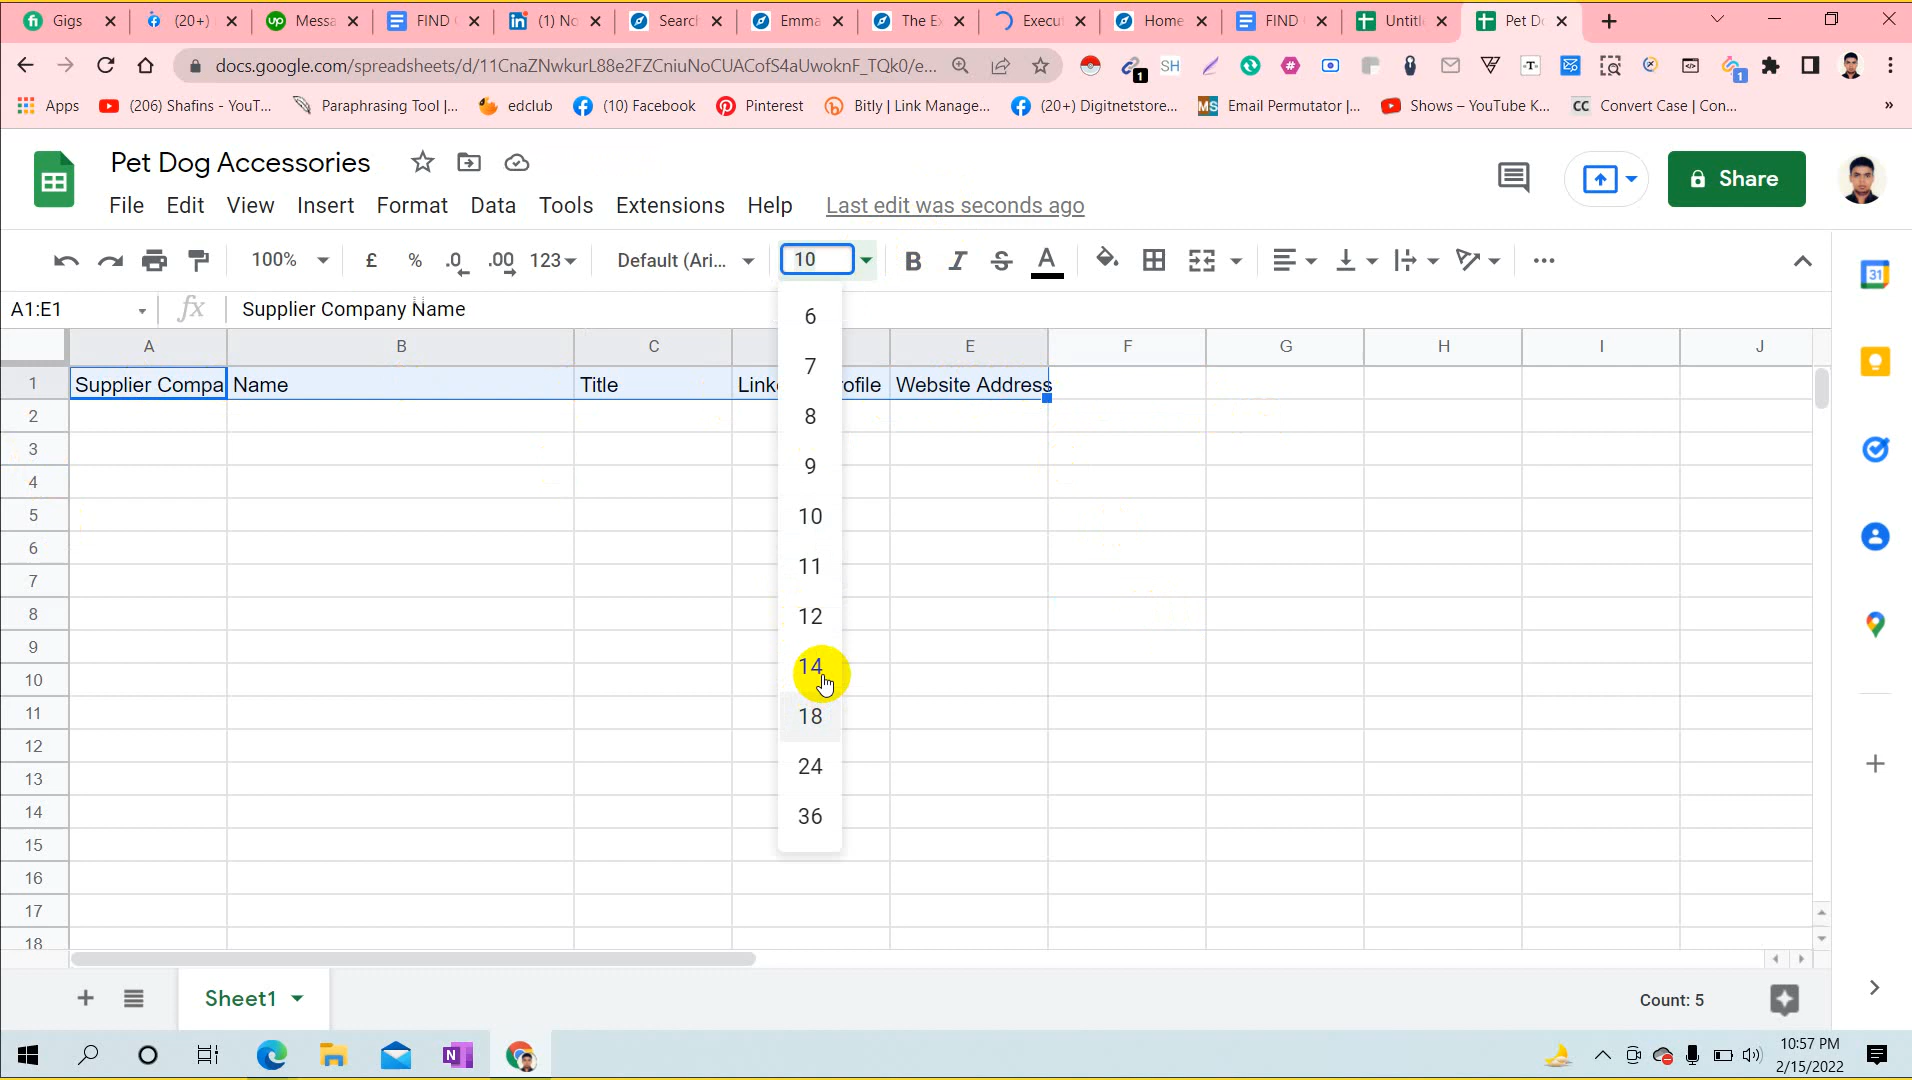 Gigs (20+) Messa FIND (1) No Searc Emma The E Execu Home FIND Untitl Pet D
docs.google.com/spreadsheets/d/11CnaZNwkurL88e2FZCniuNoCUACofS4aUwoknF_TQk0/e...
SH 1 -T- 1
Apps (206) Shafins - YouT... Paraphrasing Tool |... edclub (10) Facebook Pinterest Bitly | Link Manage... (20+) Digitnetstore... MS Email Permutator |... Shows – YouTube K... CC Convert Case | Con... »
Pet Dog Accessories
Share
File Edit View Insert Format Data Tools Extensions Help Last edit was seconds ago
100% £ % .0 .00 123 Default (Ari... 10 B I S A
31
A1:E1 fx Supplier Company Name
A B C E F G H I J
1 Supplier Compa Name Title Link ofile Website Address
2
3
4
5
6
7
8
9
10
11
12
13
14
15
16
17
18
6
7
8
9
10
11
12
14
18
24
36
Sheet1 Count: 5
10:57 PM
2/15/2022